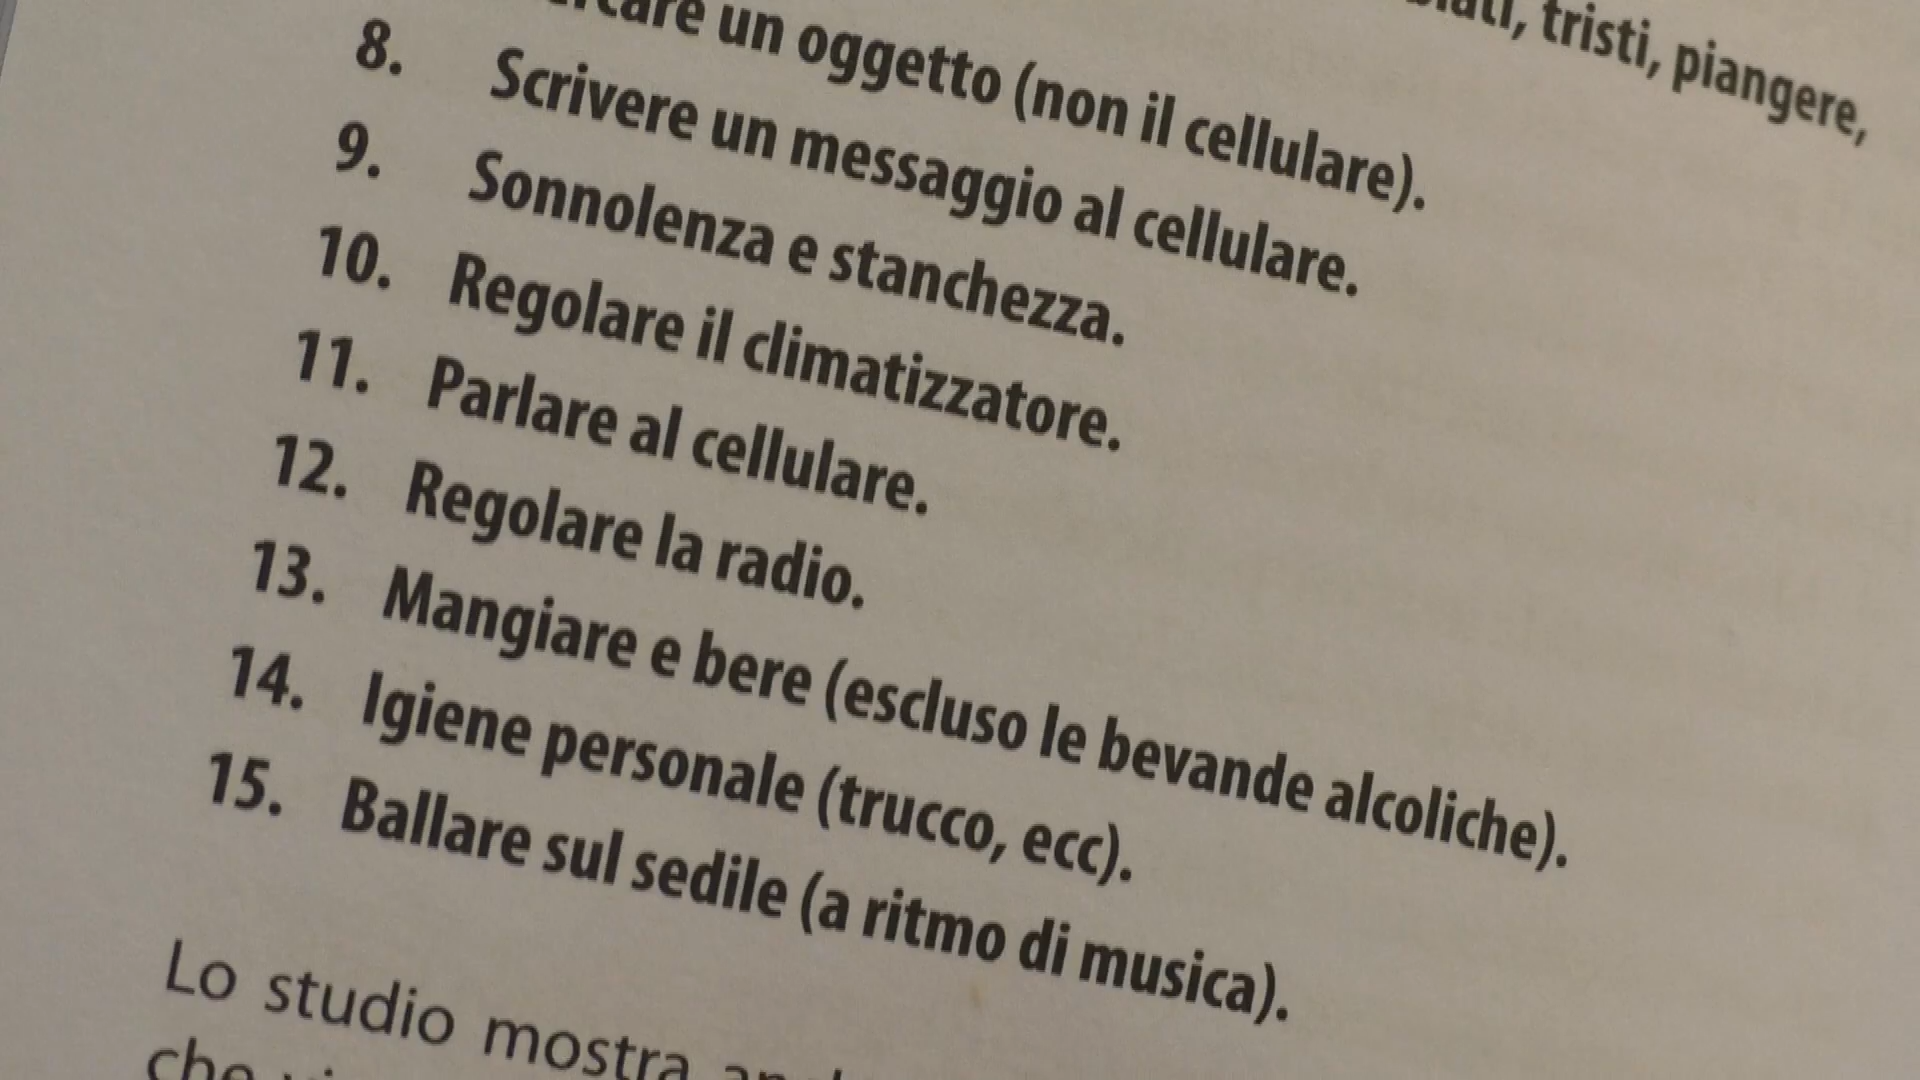 tristi, piangere,
un oggetto (non il cellulare).
8. Scrivere un messaggio al cellulare.
9. Sonnolenza e stanchezza.
10. Regolare il climatizzatore.
11. Parlare al cellulare.
12. Regolare la radio.
13. Mangiare e bere (escluso le bevande alcoliche).
14. Igiene personale (trucco, ecc).
15. Ballare sul sedile (a ritmo di musica).
Lo studio mostra
che